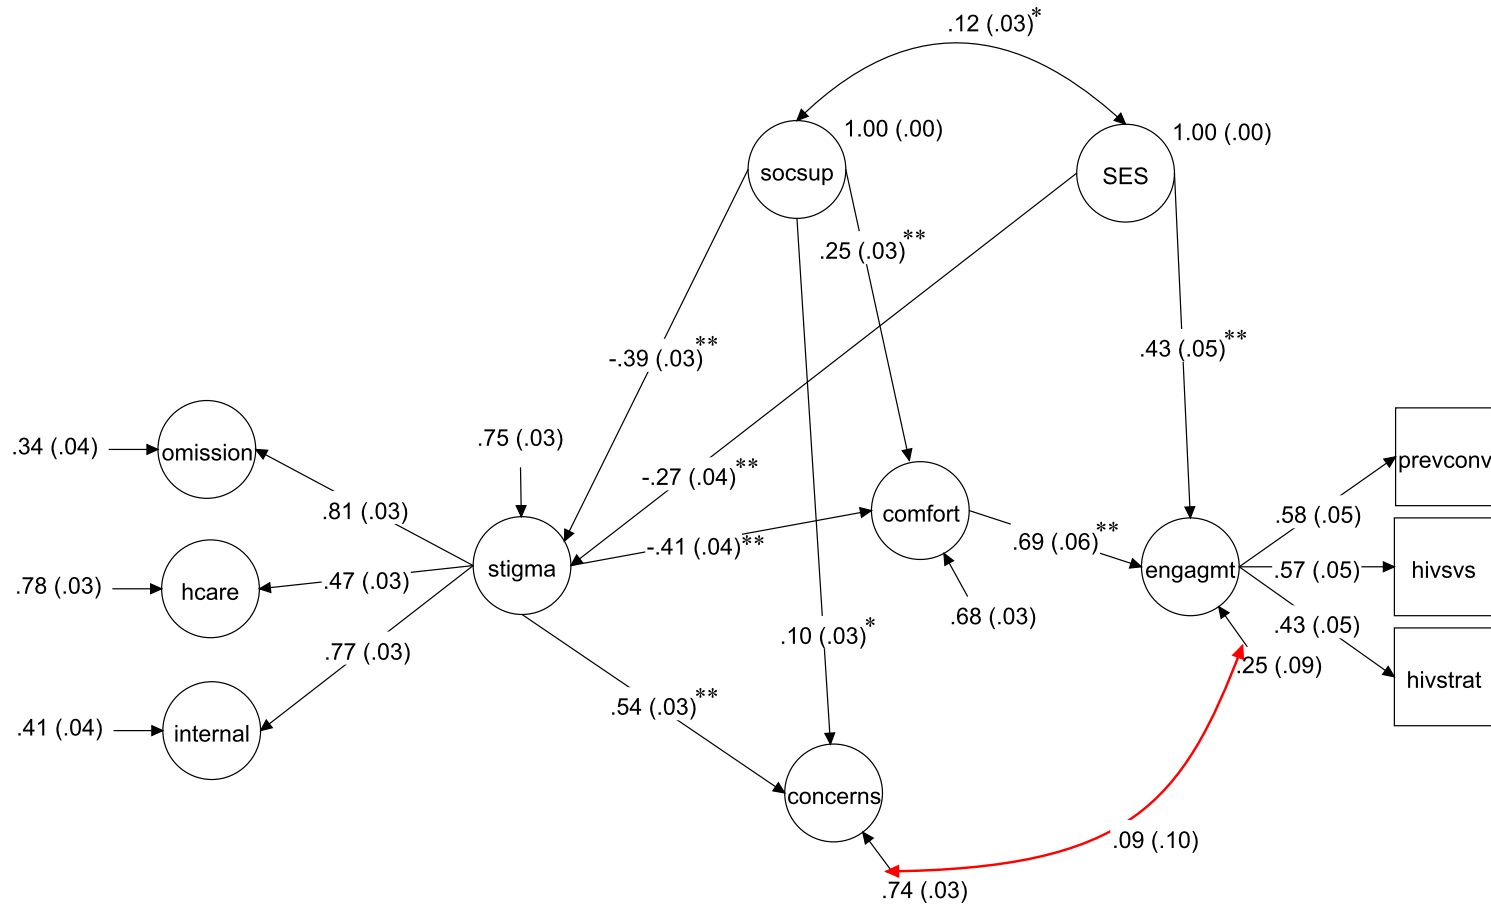 .12 (.03)*
1.00 (.00)
1.00 (.00)
socsup
SES
.25 (.03)**
-.39 (.03)**
.43 (.05)**
.34 (.04)
omission
.75 (.03)
-.27 (.04)**
prevconv
.81 (.03)
comfort
.58 (.05)
-.41 (.04)**
.69 (.06)**
stigma
engagmt
.57 (.05)
hivsvs
.78 (.03)
hcare
.47 (.03)
.68 (.03)
.43 (.05)
.10 (.03)*
.77 (.03)
.25 (.09)
hivstrat
.54 (.03)**
.41 (.04)
internal
concerns
.09 (.10)
.74 (.03)